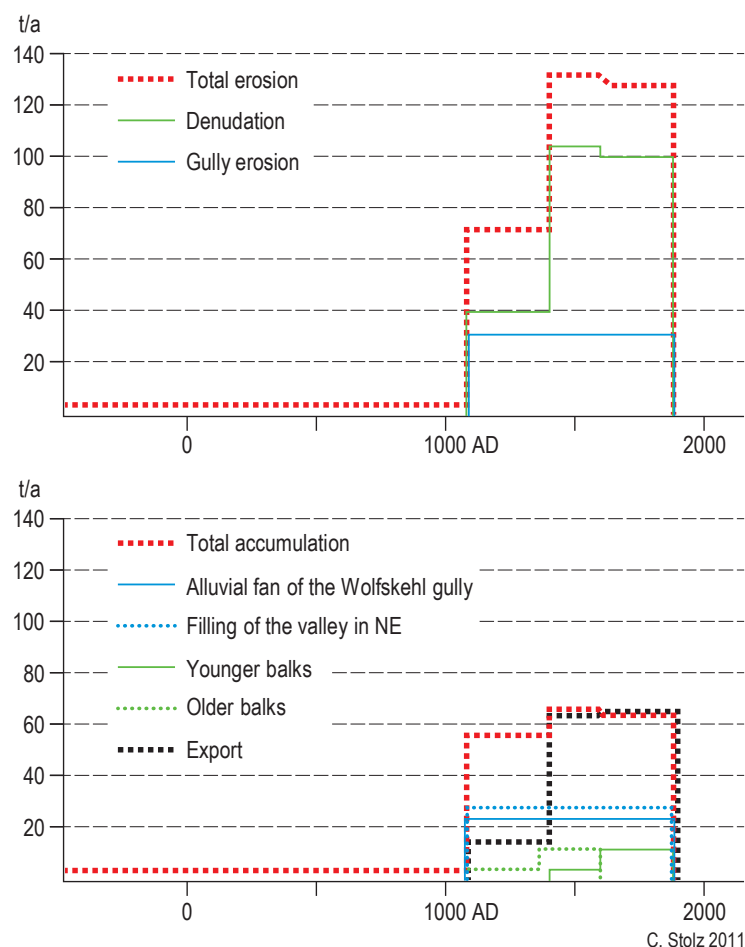 t/a
140
Total erosion
120
Denudation
100
Gully erosion
80
60
40
20
0 1000 AD 2000
t/a
140
Total accumulation
120
Alluvial fan of the Wolfskehl gully
100
Filling of the valley in NE
80
Younger balks
Older balks
60
Export
40
20
0 1000 AD 2000
C. Stolz 2011